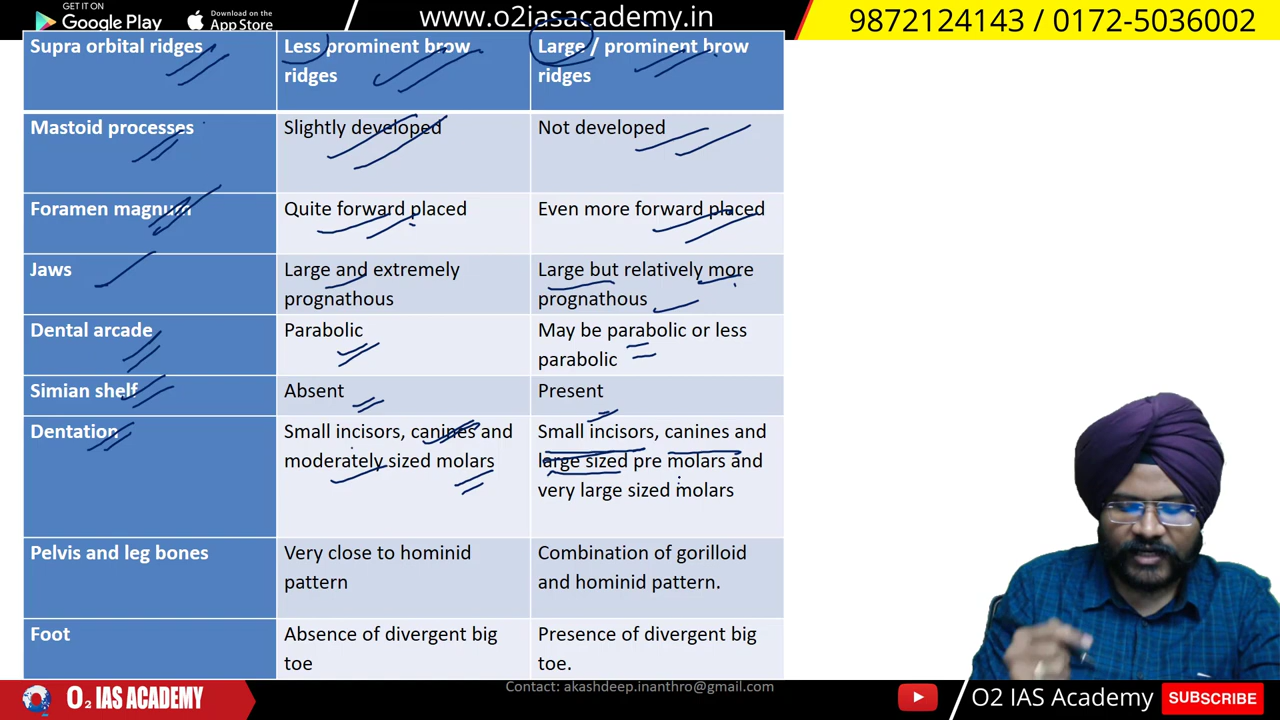 GET IT ON
Google Play
Download on the
App Store
www.o2iasacademy.in
9872124143 / 0172-5036002
Supra orbital ridges
Less prominent brow
ridges
Large / prominent brow
ridges
Mastoid processes
Slightly developed
Not developed
Foramen magnum
Quite forward placed
Even more forward placed
Jaws
Large and extremely
prognathous
Large but relatively more
prognathous
Dental arcade
Parabolic
May be parabolic or less
parabolic
Simian shelf
Absent
Present
Dentation
Small incisors, canines and
moderately sized molars
Small incisors, canines and
large sized pre molars and
very large sized molars
Pelvis and leg bones
Very close to hominid
pattern
Combination of gorilloid
and hominid pattern.
Foot
Absence of divergent big
toe
Presence of divergent big
toe.
O2 IAS ACADEMY
Contact: akashdeep.inanthro@gmail.com
O2 IAS Academy
SUBSCRIBE